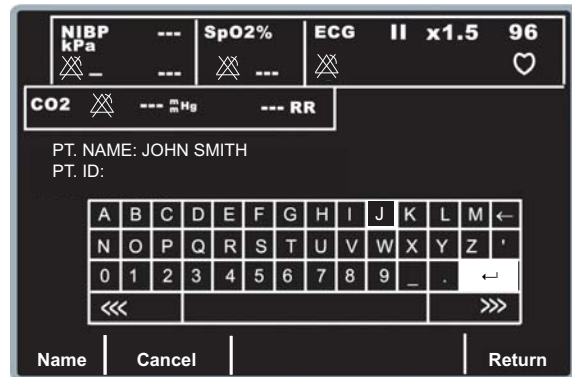 NIBP --- SpO2% ECG II x1.5 96
kPa
_ --- ---
CO2 --- mmHg --- RR
PT. NAME: JOHN SMITH
PT. ID:
A B C D E F G H I J K L M ←
N O P Q R S T U V W X Y Z '
0 1 2 3 4 5 6 7 8 9 _ . ↵
<<< >>>
Name Cancel Return